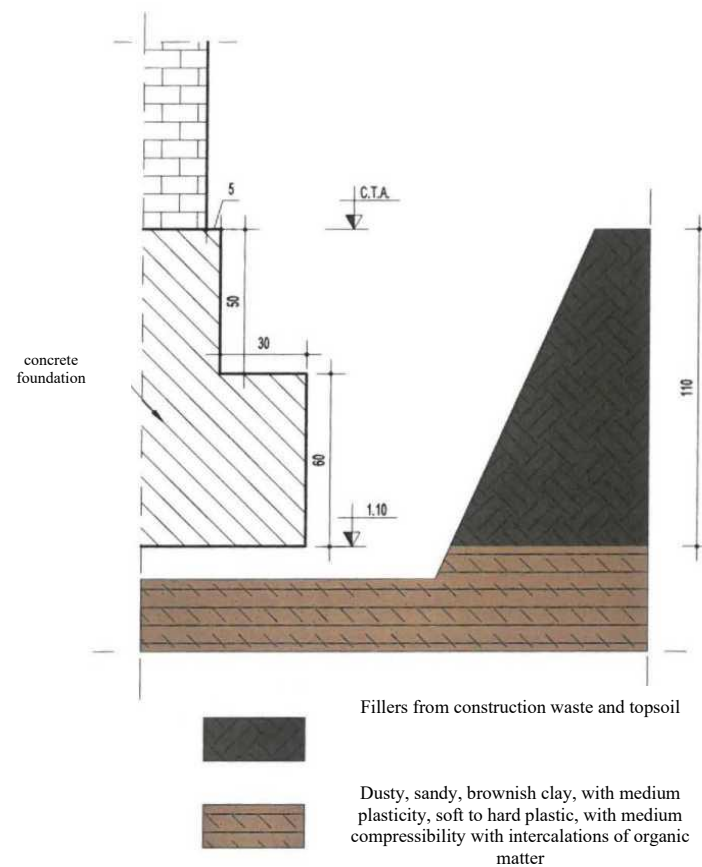 5
C.T.A.
50
30
concrete
foundation
60
110
1.10
Fillers from construction waste and topsoil
Dusty, sandy, brownish clay, with medium
plasticity, soft to hard plastic, with medium
compressibility with intercalations of organic
matter